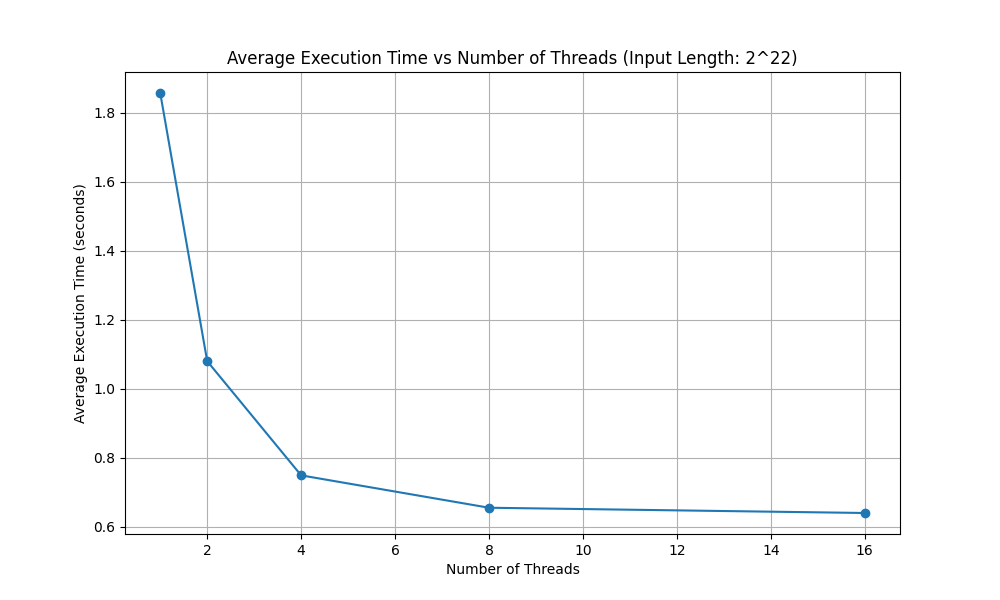 Average Execution Time vs Number of Threads (Input Length: 2^22)
Average Execution Time (seconds)
1.8
1.6
1.4
1.2
1.0
0.8
0.6
2 4 6 8 10 12 14 16
Number of Threads